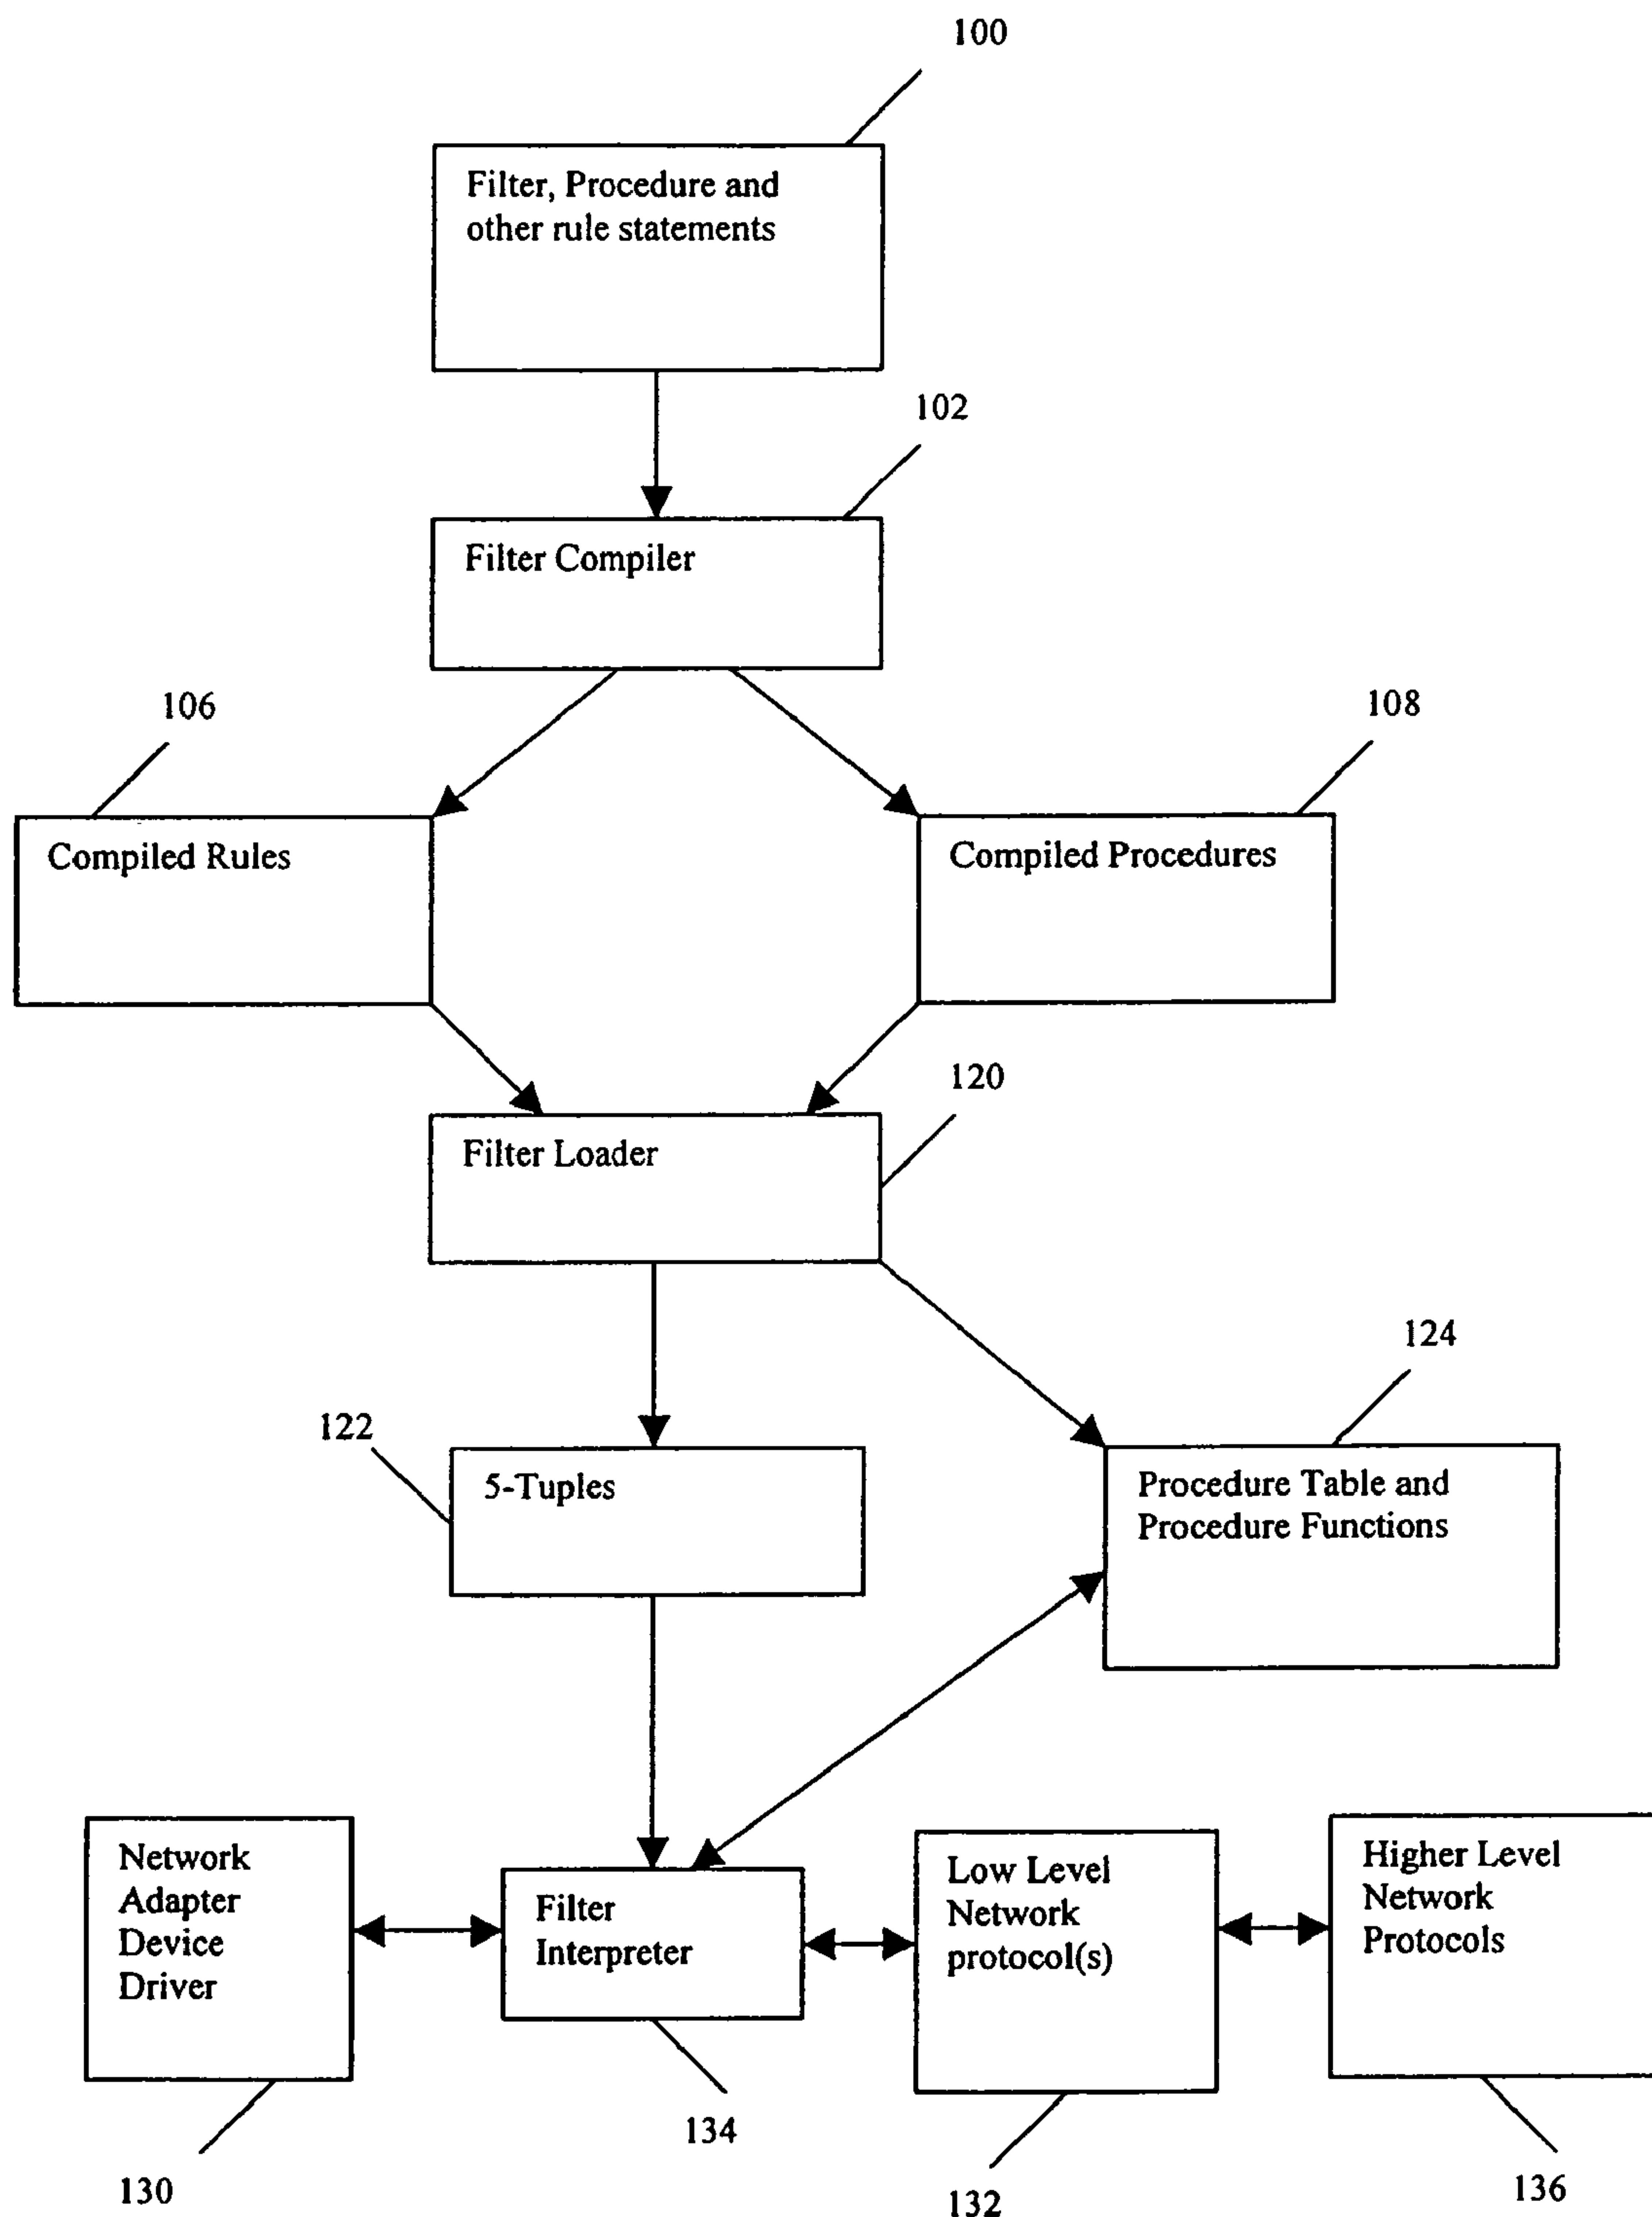 100
Filter, Procedure and
other rule statements
102
Filter Compiler
106
108
Compiled Rules
Compiled Procedures
120
Filter Loader
124
122
5-Tuples
Procedure Table and
Procedure Functions
Network
Adapter
Device
Driver
Filter
Interpreter
Low Level
Network
protocol(s)
Higher Level
Network
Protocols
134
130
132
136